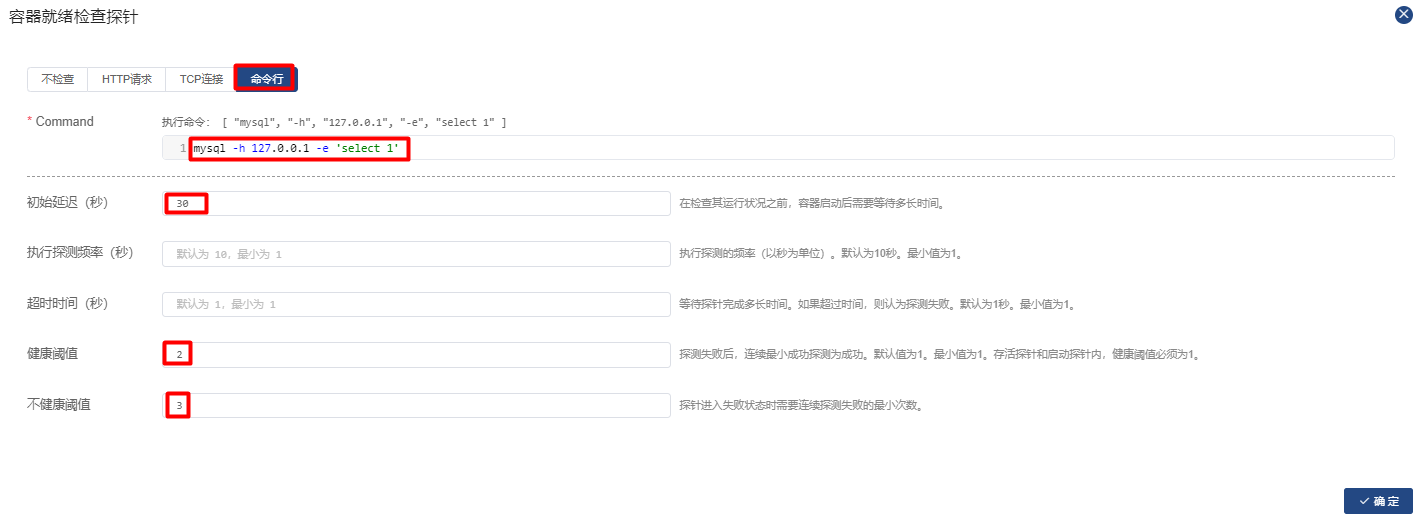 容器就绪检查探针
不检查 HTTP请求 TCP连接 命令行
* Command
执行命令： [ "mysql", "-h", "127.0.0.1", "-e", "select 1" ]
1 mysql -h 127.0.0.1 -e 'select 1'
初始延迟（秒） 30 在检查其运行状况之前，容器启动后需要等待多长时间。
执行探测频率（秒） 默认为 10，最小为 1 执行探测的频率（以秒为单位）。默认为10秒。最小值为1。
超时时间（秒） 默认为 1，最小为 1 等待探针完成多长时间。如果超过时间，则认为探测失败。默认为1秒。最小值为1。
健康阈值 2 探测失败后，连续最小成功探测为成功。默认值为1。最小值为1。存活探针和启动探针内，健康阈值必须为1。
不健康阈值 3 探针进入失败状态时需要连续探测失败的最小次数。
确 定